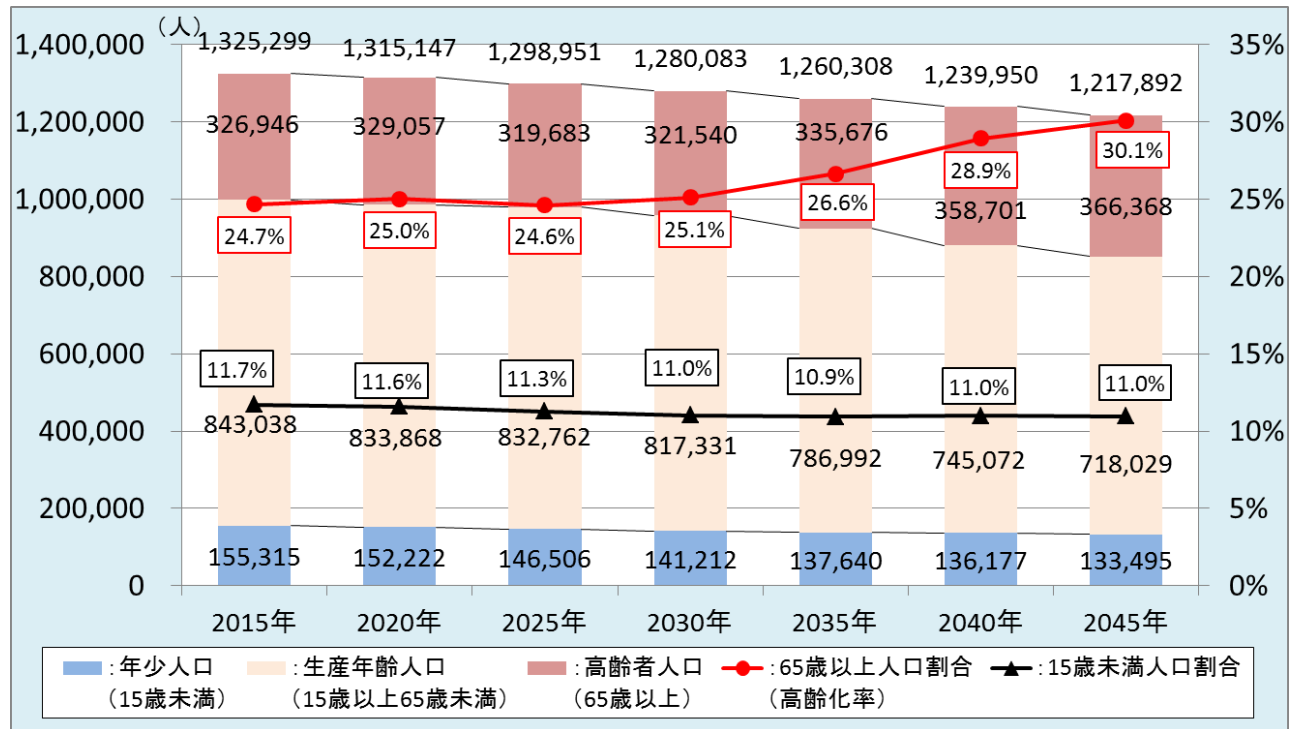 （人）
1,400,000
1,200,000
1,000,000
800,000
600,000
400,000
200,000
0
35%
30%
25%
20%
15%
10%
5%
0%
1,325,299 1,315,147 1,298,951 1,280,083 1,260,308 1,239,950 1,217,892
326,946 329,057 319,683 321,540 335,676 358,701 366,368
24.7% 25.0% 24.6% 25.1% 26.6% 28.9% 30.1%
11.7% 11.6% 11.3% 11.0% 10.9% 11.0% 11.0%
843,038 833,868 832,762 817,331 786,992 745,072 718,029
155,315 152,222 146,506 141,212 137,640 136,177 133,495
2015年 2020年 2025年 2030年 2035年 2040年 2045年
：年少人口
（15歳未満）
：生産年齢人口
（15歳以上65歳未満）
：高齢者人口
（65歳以上）
：65歳以上人口割合
（高齢化率）
：15歳未満人口割合